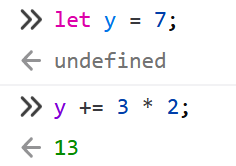 >> let y = 7;
← undefined
>> y += 3 * 2;
← 13